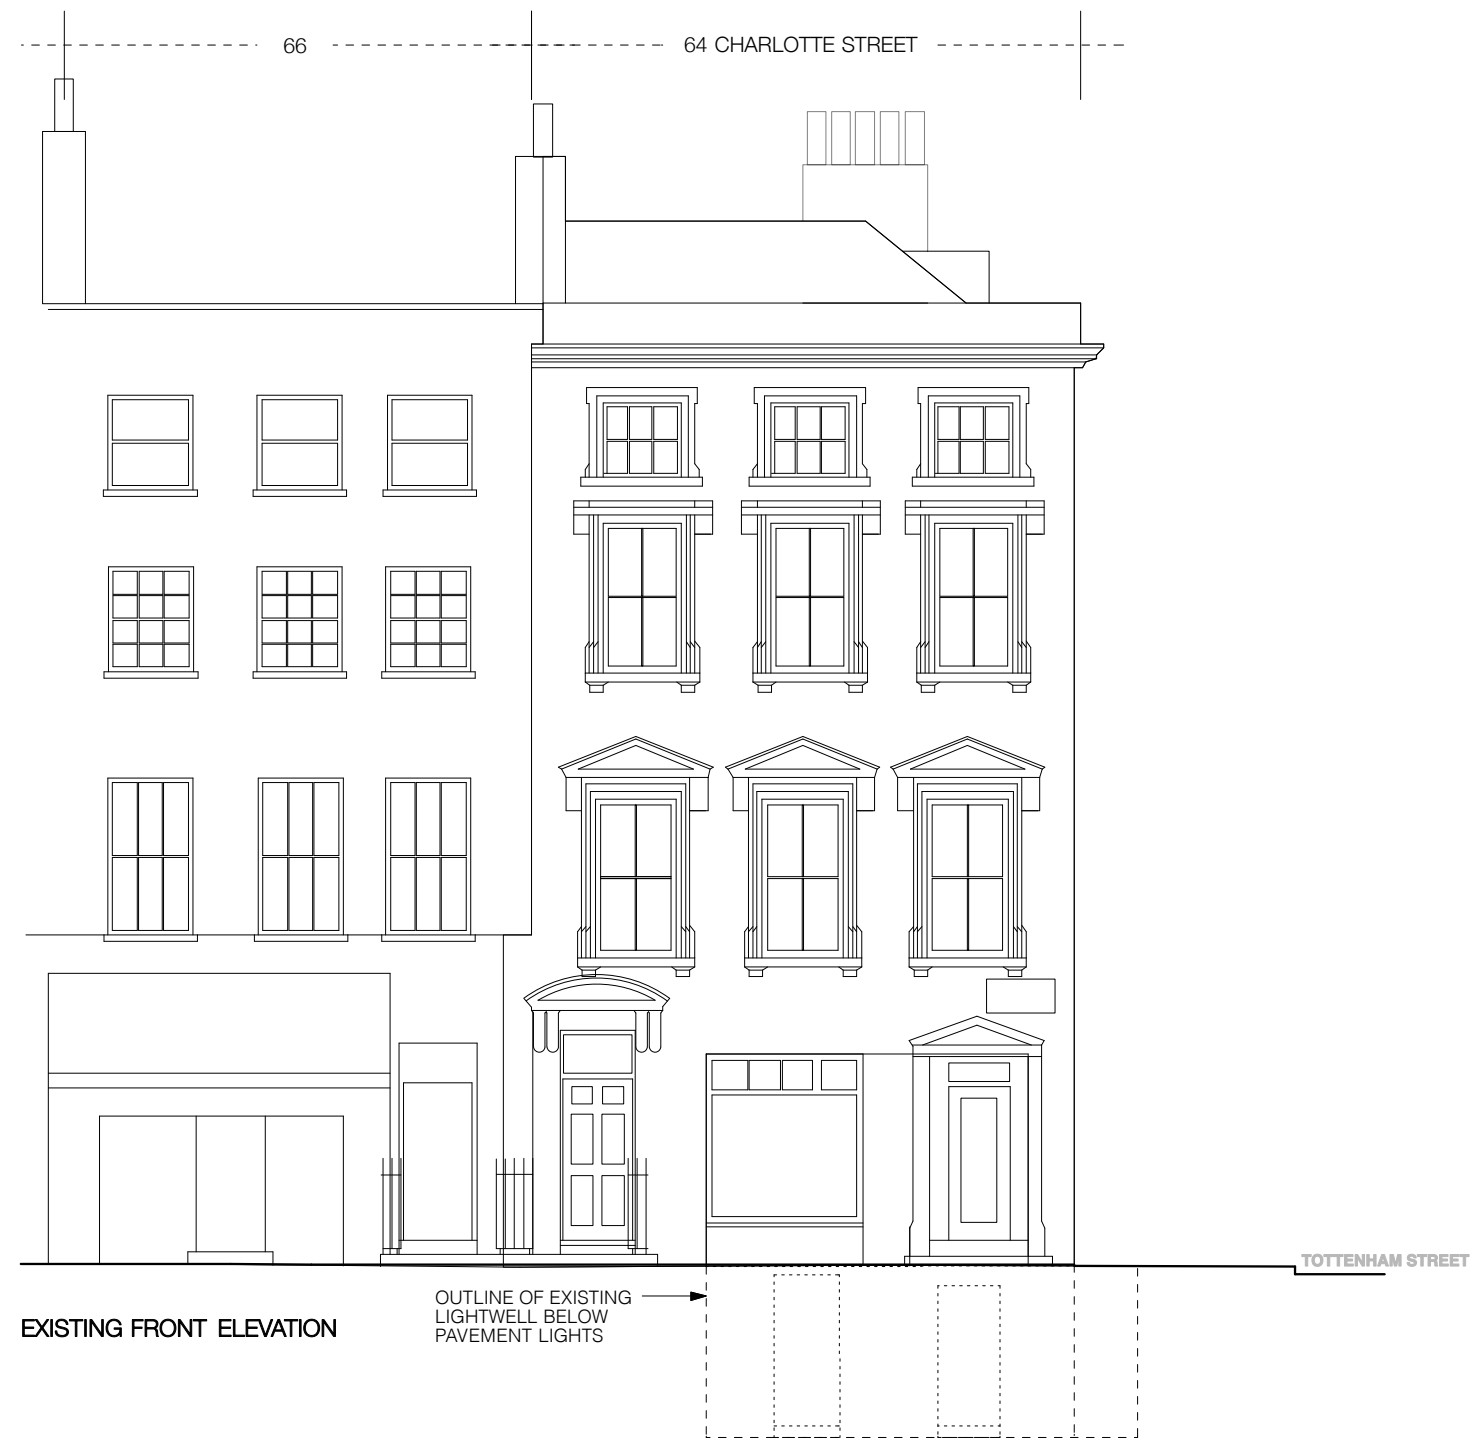 66
64 CHARLOTTE STREET
TOTTENHAM STREET
OUTLINE OF EXISTING
LIGHTWELL BELOW
PAVEMENT LIGHTS
EXISTING FRONT ELEVATION